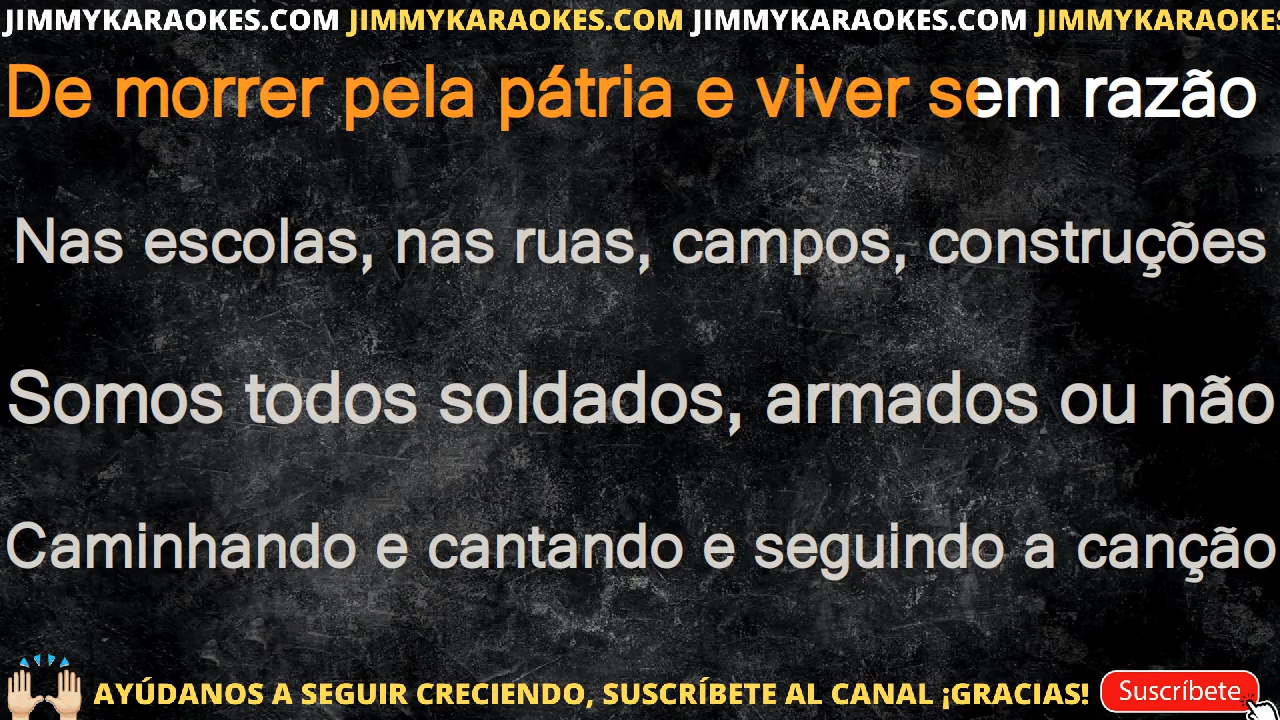 JIMMYKARAOKES.COM JIMMYKARAOKES.COM JIMMYKARAOKES.COM JIMMYKARAOKES
De morrer pela pátria e viver sem razão
Nas escolas, nas ruas, campos, construções
Somos todos soldados, armados ou não
Caminhando e cantando e seguindo a canção
AYÚDANOS A SEGUIR CRECIENDO, SUSCRÍBETE AL CANAL ¡GRACIAS! Suscríbete